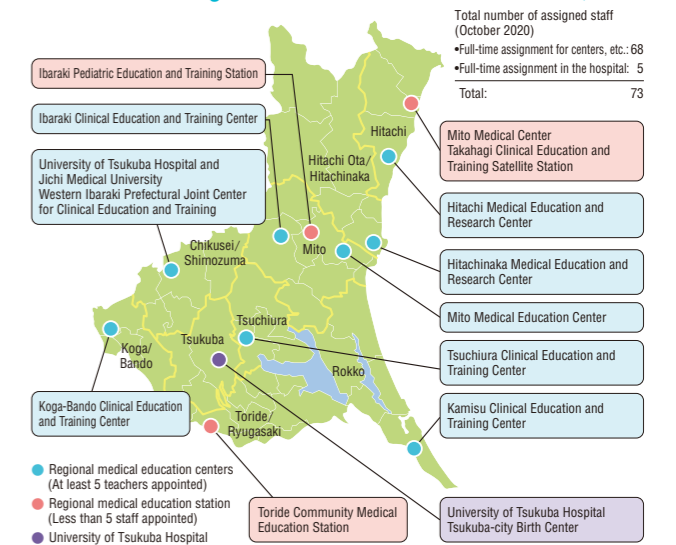 Total number of assigned staff
(October 2020)
•Full-time assignment for centers, etc.: 68
•Full-time assignment in the hospital: 5
Total: 73
Ibaraki Pediatric Education and Training Station
Ibaraki Clinical Education and Training Center
University of Tsukuba Hospital and
Jichi Medical University
Western Ibaraki Prefectural Joint Center
for Clinical Education and Training
Hitachi
Hitachi Ota/
Hitachinaka
Mito Medical Center
Takahagi Clinical Education and
Training Satellite Station
Hitachi Medical Education and
Research Center
Chikusei/
Shimozuma
Mito
Hitachinaka Medical Education and
Research Center
Mito Medical Education Center
Koga/
Bando
Tsukuba
Tsuchiura
Rokko
Tsuchiura Clinical Education and
Training Center
Koga-Bando Clinical Education
and Training Center
Toride/
Ryugasaki
Kamisu Clinical Education and
Training Center
Regional medical education centers
(At least 5 teachers appointed)
Regional medical education station
(Less than 5 staff appointed)
University of Tsukuba Hospital
Toride Community Medical
Education Station
University of Tsukuba Hospital
Tsukuba-city Birth Center